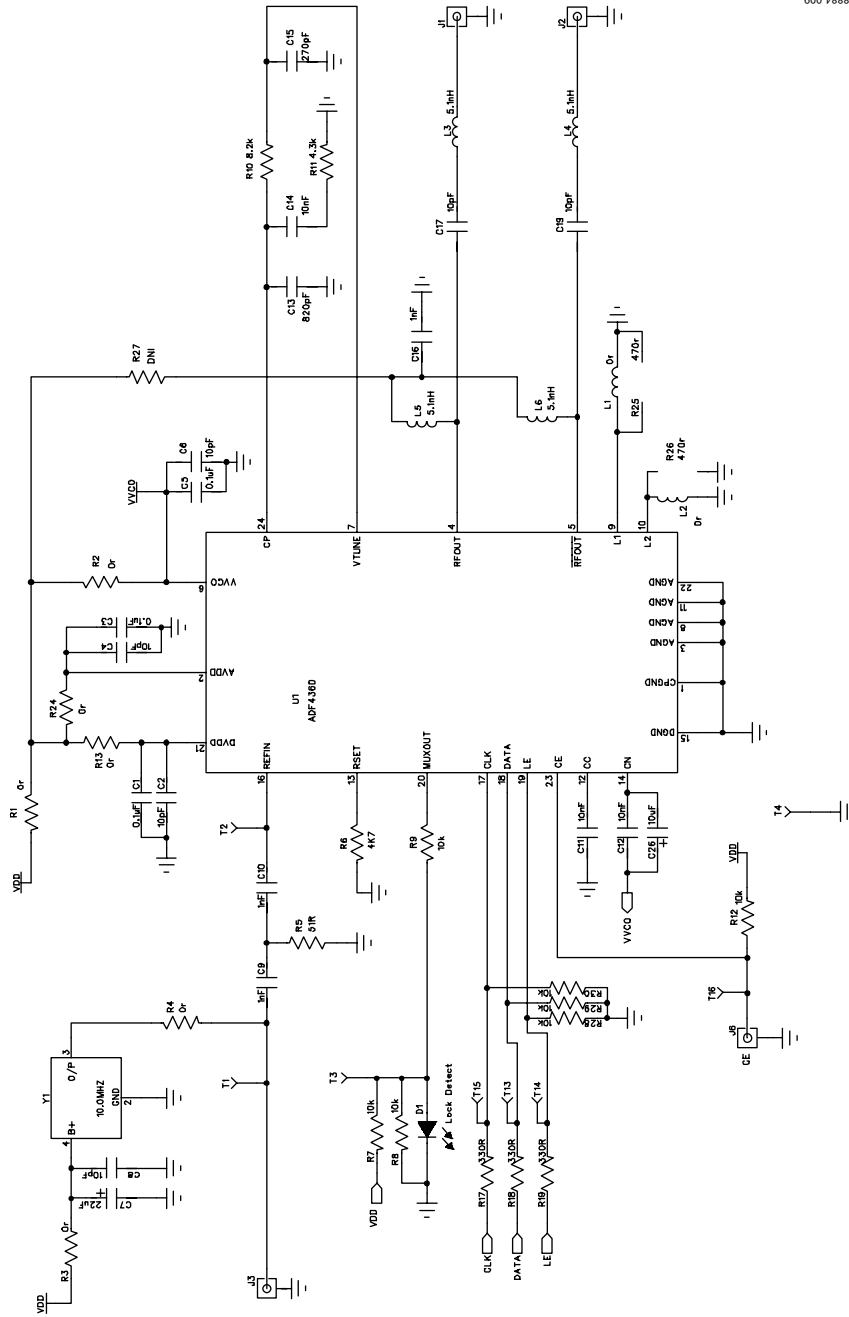 8884-009
J1
J2
C15
270pF
5.1nH
L3
5.1nH
L4
R10 8.2k
R11 4.3k
C14
10nF
10pF
C17
10pF
C19
C13
820pF
1nF
C16
R27
DNI
0r
L1
470r
R25
L5
5.1nH
L6
5.1nH
R26
470r
L2
0r
VVCO
C6
10pF
C5
0.1uF
24
CP
7
VTUNE
4
RFOUT
5
RFOUT
9
L1
10
L2
R2
0r
6
VVCO
C3
0.1uF
C4
10pF
2
AVDD
R24
0r
R13
0r
21
DVDD
C1
0.1uF
C2
10pF
R1
0r
VDD
U1
ADF4360
AGND
22
AGND
11
AGND
8
AGND
3
CPGND
1
DGND
15
16
REFIN
13
RSET
20
MUXOUT
17
CLK
18
DATA
19
LE
23
CE
12
CC
14
CN
T2
C10
1nF
R5
51R
C9
1nF
R6
4K7
R9
10k
10nF
C11
10nF
C12
10uF
C26
+
VVCO
T4
VDD
R12
10k
T16
J6
CE
10k
R30
10k
R29
10k
R28
R4
0r
T1
J3
Y1
3
O/P
10.0MHZ
GND
2
B+
4
10pF
C8
22uF
+
C7
R3
0r
VDD
T3
R7
10k
R8
10k
VDD
D1
Lock Detect
T15
T13
T14
R17
330R
R18
330R
R19
330R
CLK
DATA
LE